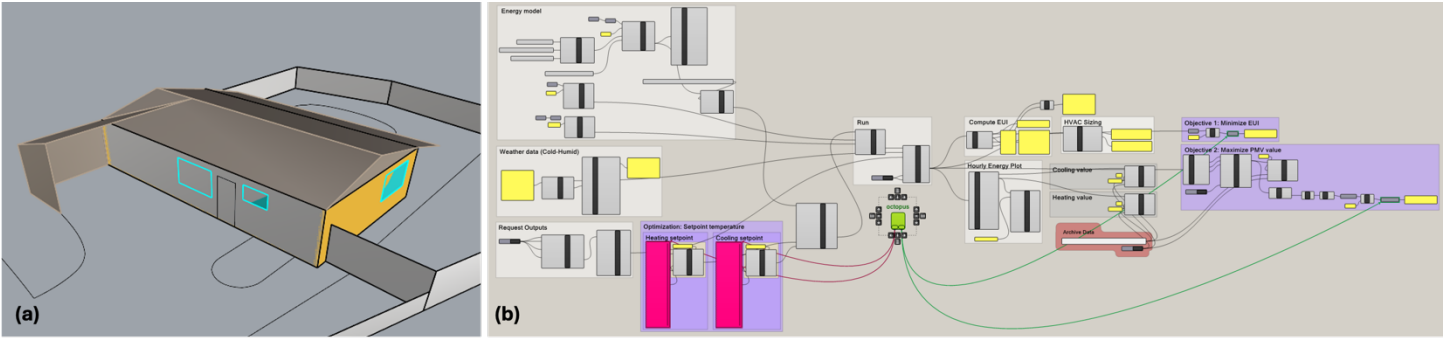 (a)
Energy model
Weather data (Cold-Humid)
Request Outputs
Optimization: Setpoint temperature
Heating setpoint
Cooling setpoint
Run
octopus
Compute EUI
HVAC Sizing
Hourly Energy Plot
Cooling value
Heating value
Archive Data
Objective 1: Minimize EUI
Objective 2: Maximize PMV value
(b)